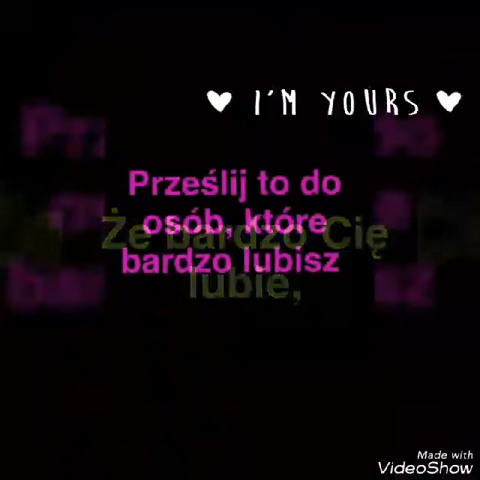 ♥ I'M YOURS ♥
Prześlij to do
osób, które
Że bardzo Cię
bardzo lubisz
lubię,
Made with
VideoShow